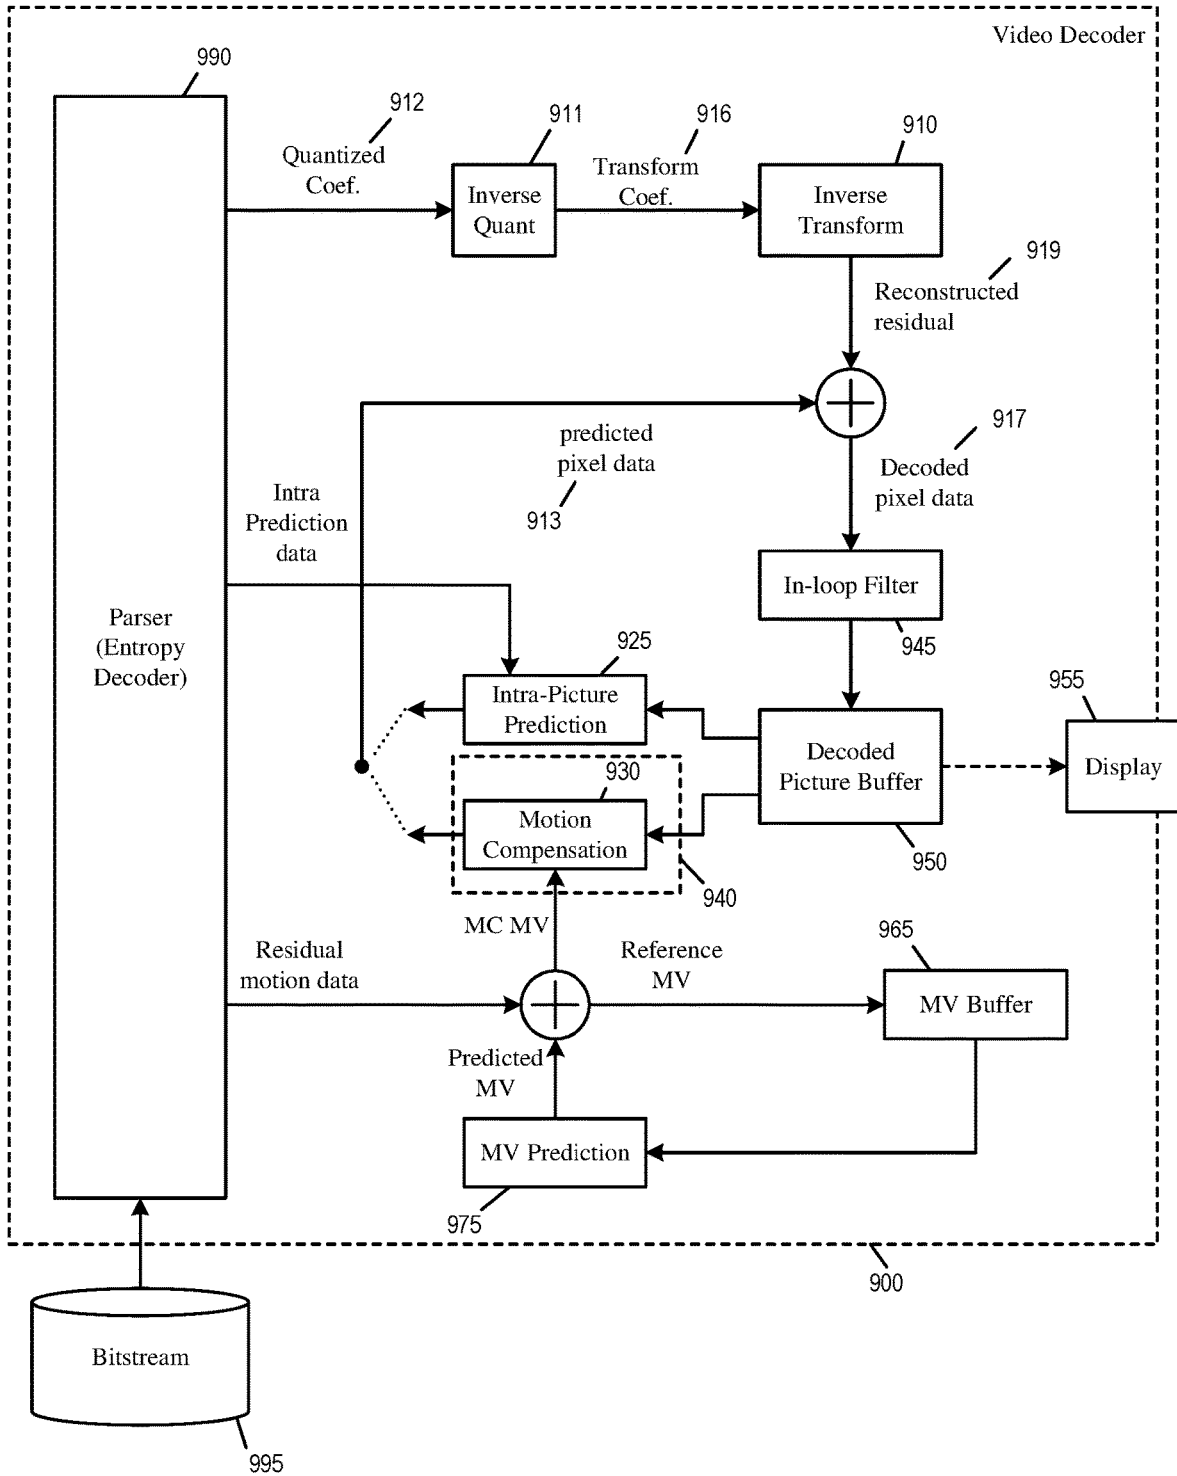 Video Decoder
990
912
911
916
910
Quantized
Coef.
Inverse
Quant
Transform
Coef.
Inverse
Transform
919
Reconstructed
residual
917
predicted
pixel data
Decoded
pixel data
913
Intra
Prediction
data
In-loop Filter
945
Parser
(Entropy
Decoder)
925
Intra-Picture
Prediction
955
Decoded
Picture Buffer
Display
930
Motion
Compensation
950
940
MC MV
965
Residual
motion data
Reference
MV
MV Buffer
Predicted
MV
MV Prediction
975
900
Bitstream
995